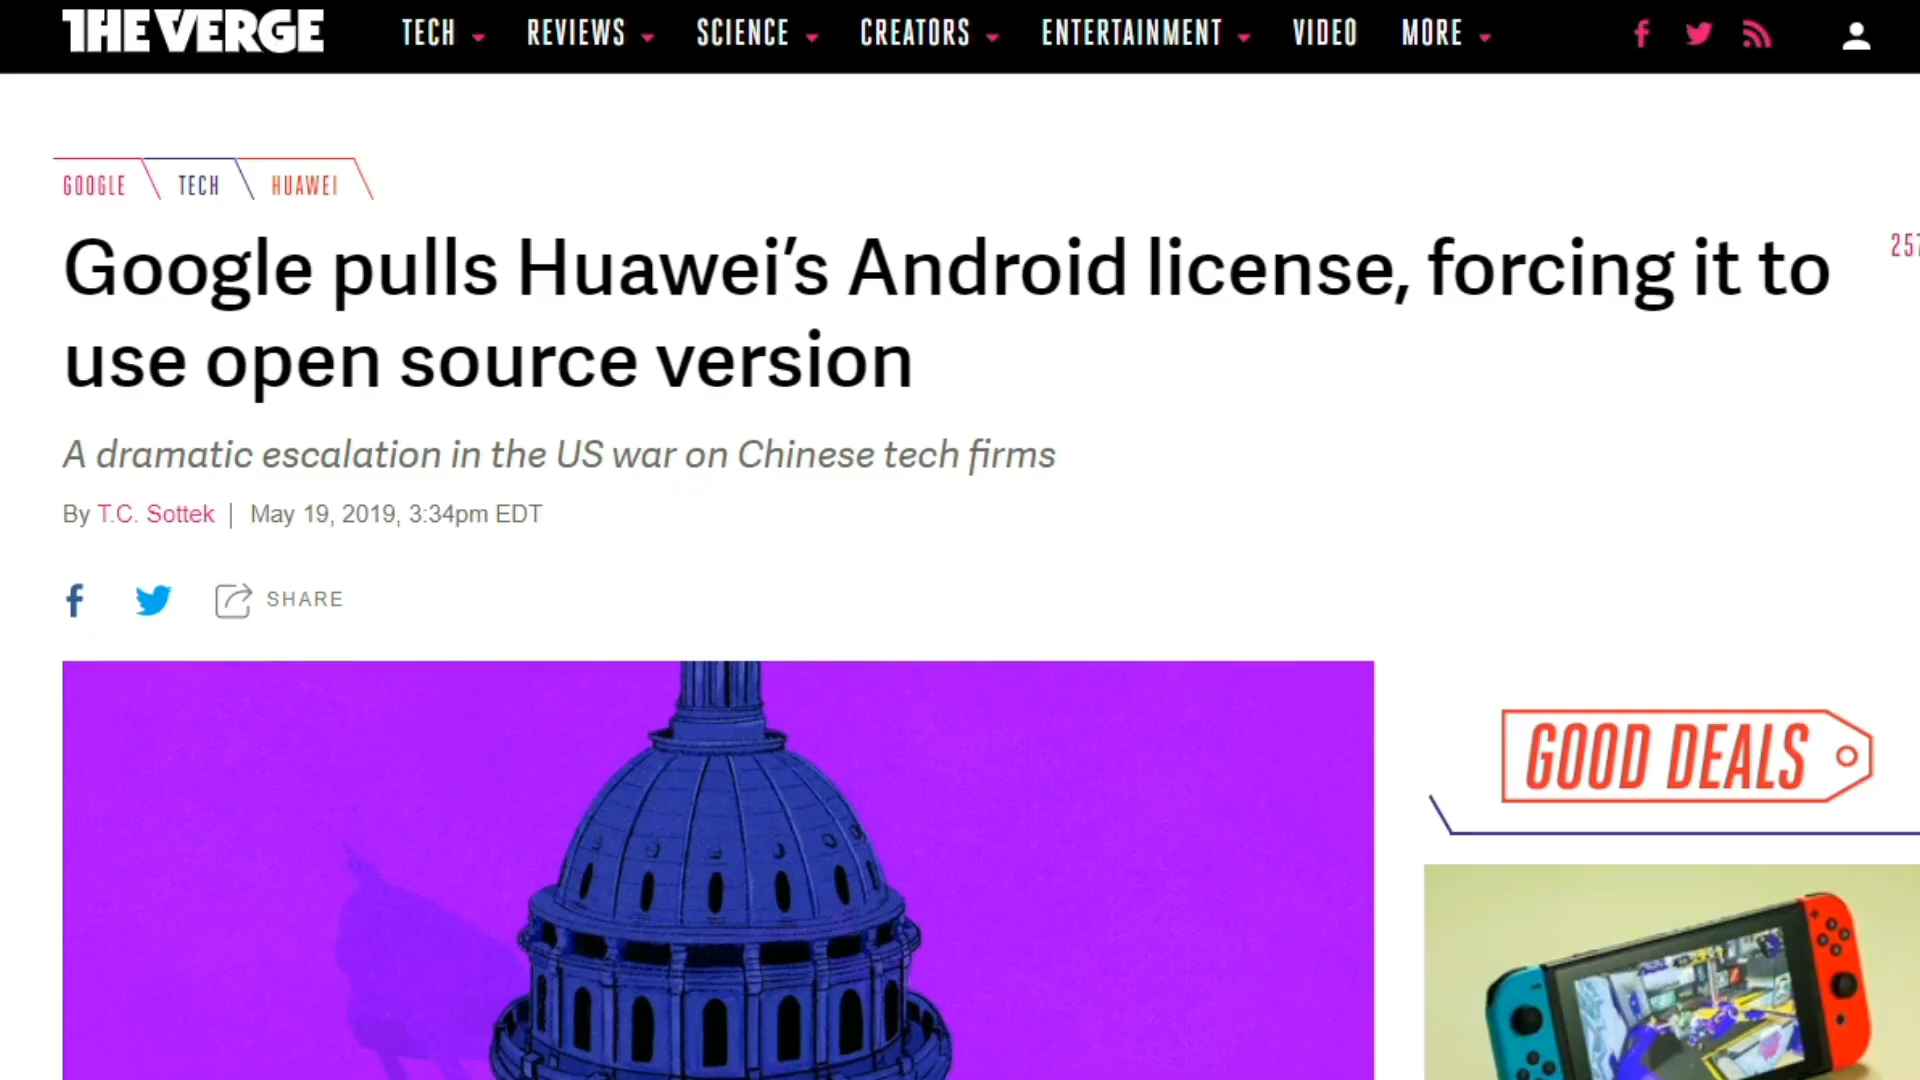 THE VERGE
TECH REVIEWS SCIENCE CREATORS ENTERTAINMENT VIDEO MORE
GOOGLE TECH HUAWEI
Google pulls Huawei’s Android license, forcing it to
use open source version
257
A dramatic escalation in the US war on Chinese tech firms
By T.C. Sottek | May 19, 2019, 3:34pm EDT
SHARE
GOOD DEALS